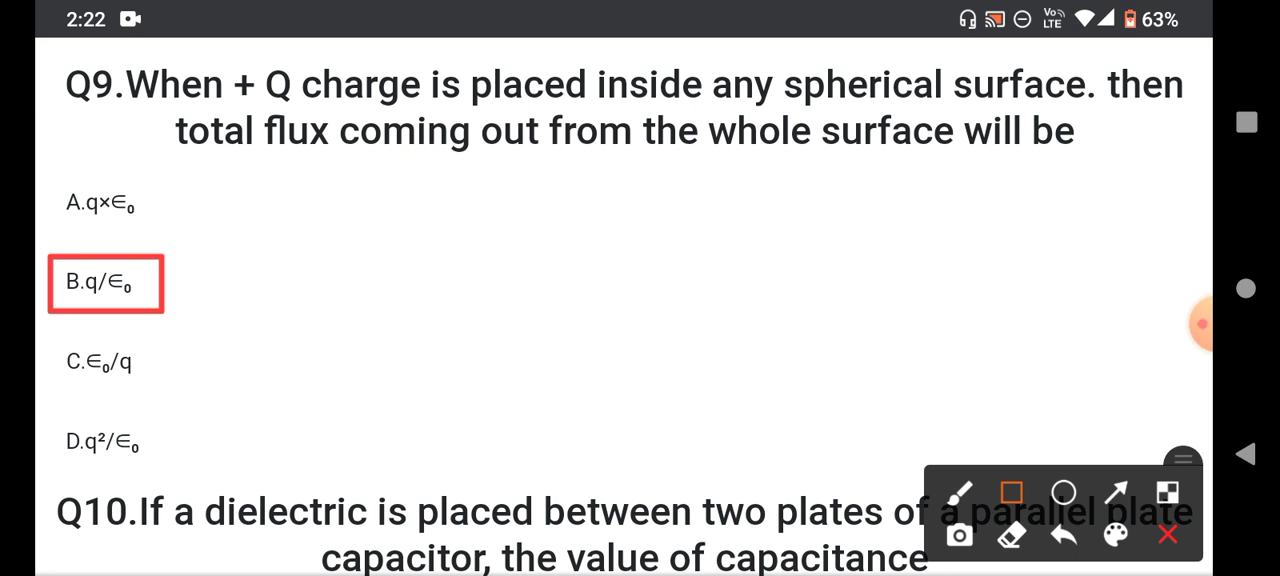 2:22
Vo LTE
63%
Q9.When + Q charge is placed inside any spherical surface. then
total flux coming out from the whole surface will be
A.q×∈₀
B.q/∈₀
C.∈₀/q
D.q²/∈₀
Q10.If a dielectric is placed between two plates of a parallel plate
capacitor, the value of capacitance